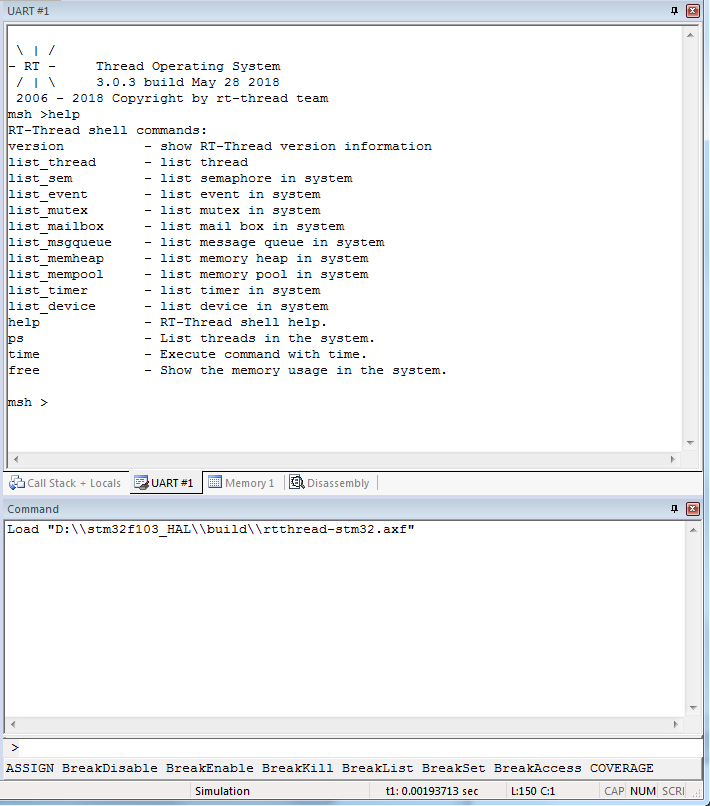 UART #1
\ | /
- RT -     Thread Operating System
/ | \     3.0.3 build May 28 2018
2006 - 2018 Copyright by rt-thread team
msh >help
RT-Thread shell commands:
version          - show RT-Thread version information
list_thread      - list thread
list_sem         - list semaphore in system
list_event       - list event in system
list_mutex       - list mutex in system
list_mailbox     - list mail box in system
list_msgqueue    - list message queue in system
list_memheap     - list memory heap in system
list_mempool     - list memory pool in system
list_timer       - list timer in system
list_device      - list device in system
help             - RT-Thread shell help.
ps               - List threads in the system.
time             - Execute command with time.
free             - Show the memory usage in the system.
msh >
Call Stack + Locals UART #1 Memory 1 Disassembly
Command
Load "D:\\stm32f103_HAL\\build\\rtthread-stm32.axf"
>
ASSIGN BreakDisable BreakEnable BreakKill BreakList BreakSet BreakAccess COVERAGE
Simulation t1: 0.00193713 sec L:150 C:1 CAP NUM SCRL